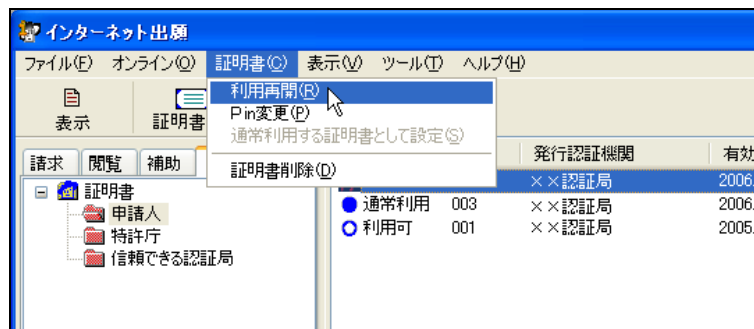 インターネット出願
ファイル(F) オンライン(O) 証明書(C) 表示(V) ツール(T) ヘルプ(H)
表示 証明書
利用再開(R)
Pin変更(P)
通常利用する証明書として設定(S)
証明書削除(D)
請求 閲覧 補助
発行認証機関 有効
証明書
申請人
特許庁
信頼できる認証局
××認証局 2006.
通常利用 003 ××認証局 2006.
利用可 001 ××認証局 2005.